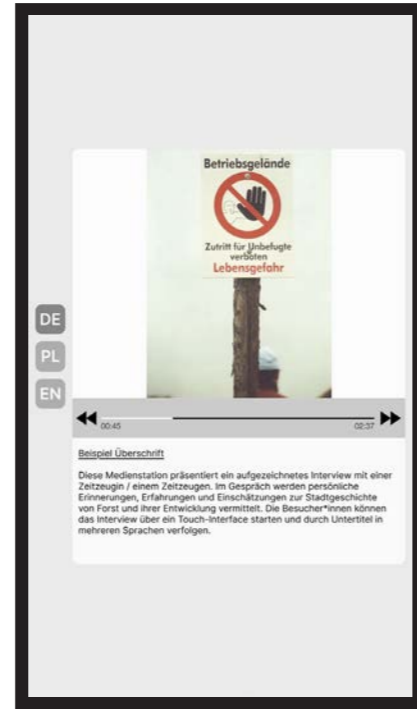 Betriebsgelände
Zutritt für Unbefugte
verboten
Lebensgefahr
DE
PL
EN
00:45
02:37
Beispiel Überschrift
Diese Medienstation präsentiert ein aufgezeichnetes Interview mit einer
Zeitzeugin / einem Zeitzeugen. Im Gespräch werden persönliche
Erinnerungen, Erfahrungen und Einschätzungen zur Stadtgeschichte
von Forst und ihrer Entwicklung vermittelt. Die Besucher*innen können
das Interview über ein Touch-Interface starten und durch Untertitel in
mehreren Sprachen verfolgen.